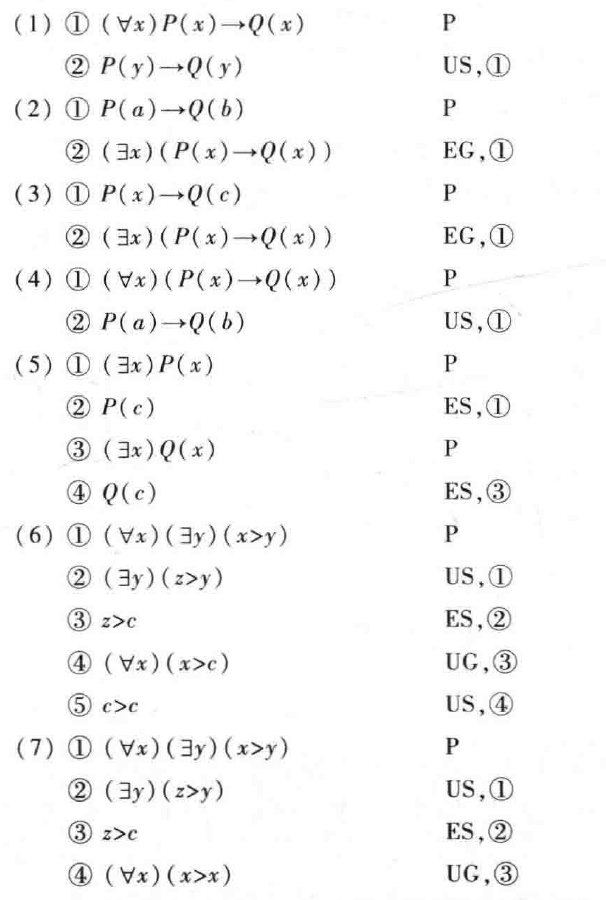 (1) ① (∀x)P(x)→Q(x) P
② P(y)→Q(y) US,①
(2) ① P(a)→Q(b) P
② (∃x)(P(x)→Q(x)) EG,①
(3) ① P(x)→Q(c) P
② (∃x)(P(x)→Q(x)) EG,①
(4) ① (∀x)(P(x)→Q(x)) P
② P(a)→Q(b) US,①
(5) ① (∃x)P(x) P
② P(c) ES,①
③ (∃x)Q(x) P
④ Q(c) ES,③
(6) ① (∀x)(∃y)(x>y) P
② (∃y)(z>y) US,①
③ z>c ES,②
④ (∀x)(x>c) UG,③
⑤ c>c US,④
(7) ① (∀x)(∃y)(x>y) P
② (∃y)(z>y) US,①
③ z>c ES,②
④ (∀x)(x>x) UG,③